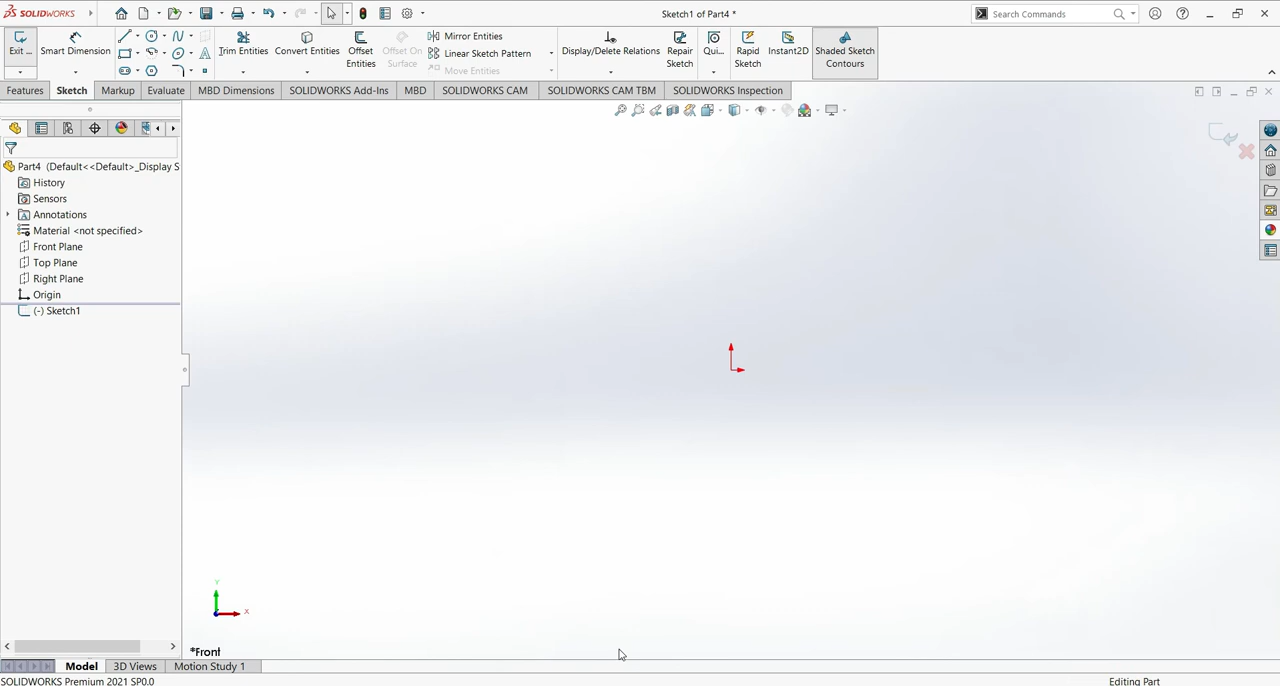 SOLIDWORKS
Sketch1 of Part4 *
Search Commands
Exit ...
Smart Dimension
Trim Entities
Convert Entities
Offset Entities
Offset On Surface
Mirror Entities
Linear Sketch Pattern
Move Entities
Display/Delete Relations
Repair Sketch
Qui...
Rapid Sketch
Instant2D
Shaded Sketch Contours
Features
Sketch
Markup
Evaluate
MBD Dimensions
SOLIDWORKS Add-Ins
MBD
SOLIDWORKS CAM
SOLIDWORKS CAM TBM
SOLIDWORKS Inspection
Part4 (Default<<Default>_Display S
History
Sensors
Annotations
Material <not specified>
Front Plane
Top Plane
Right Plane
Origin
(-) Sketch1
Y
X
*Front
Model
3D Views
Motion Study 1
SOLIDWORKS Premium 2021 SP0.0
Editing Part